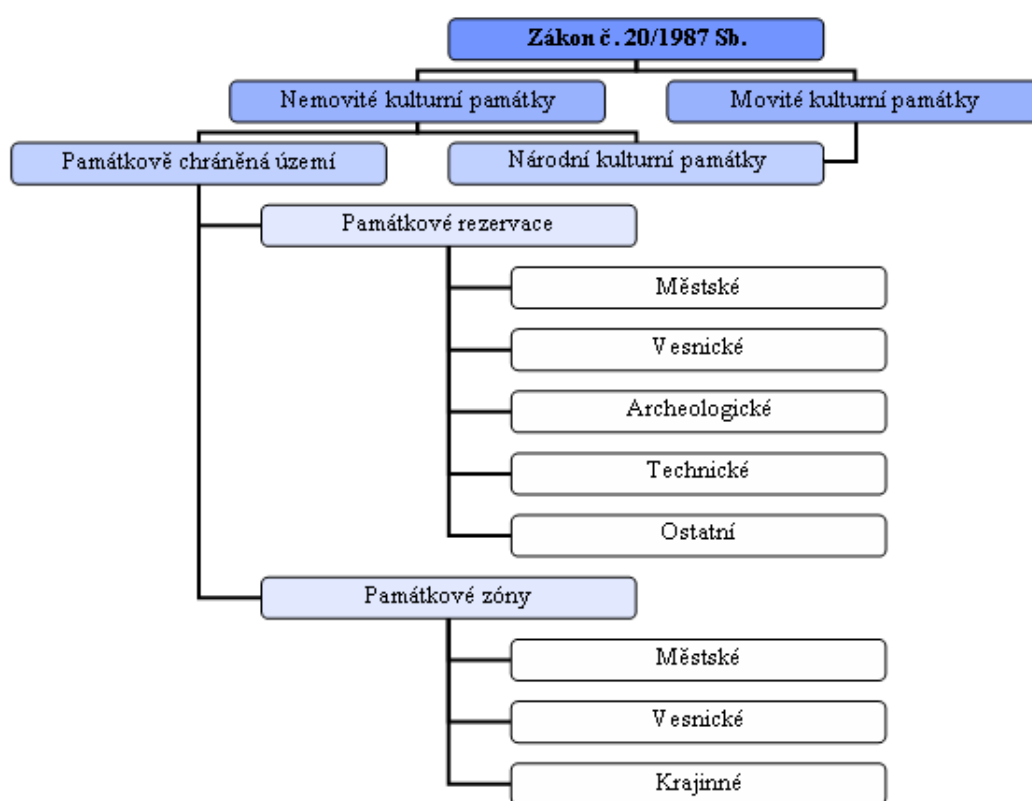 Zákon č. 20/1987 Sb.
Nemovité kulturní památky
Movité kulturní památky
Památkově chráněná území
Národní kulturní památky
Památkové rezervace
Městské
Vesnické
Archeologické
Technické
Ostatní
Památkové zóny
Městské
Vesnické
Krajinné